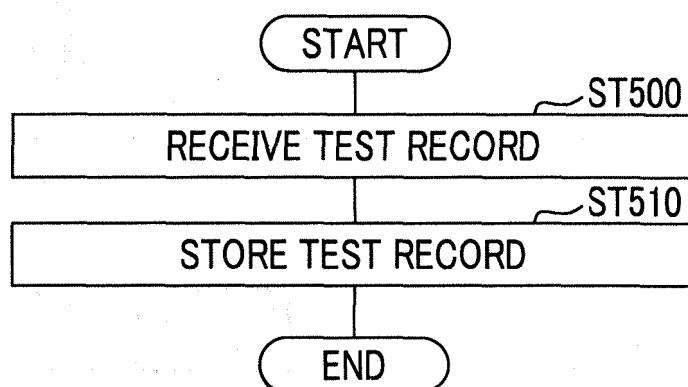 START
ST500
RECEIVE TEST RECORD
ST510
STORE TEST RECORD
END